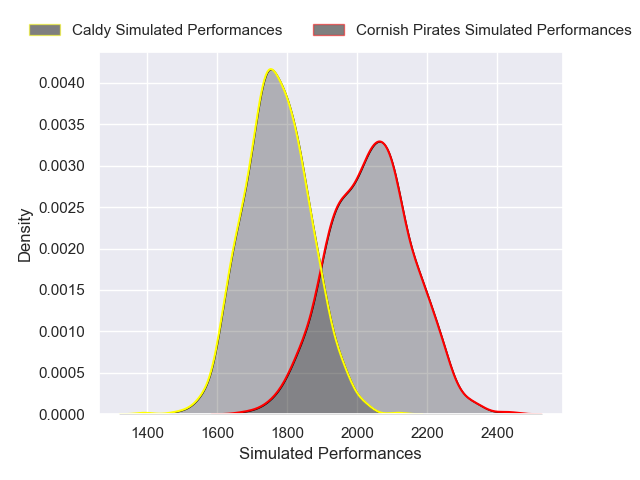 Caldy Simulated Performances
Cornish Pirates Simulated Performances
0.0040
0.0035
0.0030
0.0025
0.0020
0.0015
0.0010
0.0005
0.0000
Density
1400 1600 1800 2000 2200 2400
Simulated Performances